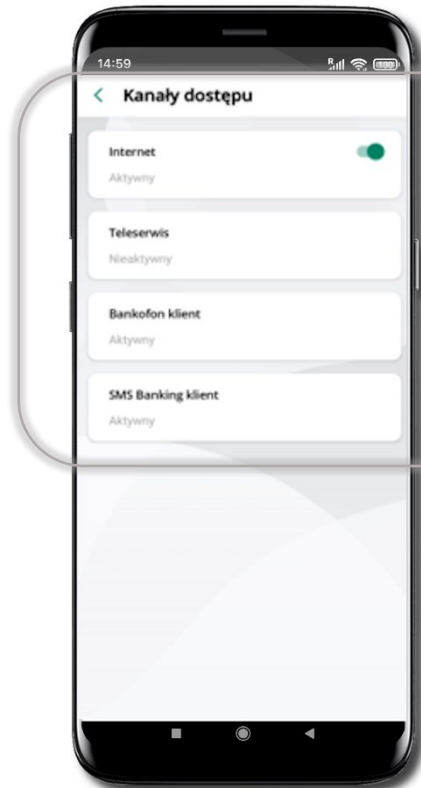 14:59
Kanały dostępu
Internet
Aktywny
Teleserwis
Nieaktywny
Bankofon klient
Aktywny
SMS Banking klient
Aktywny